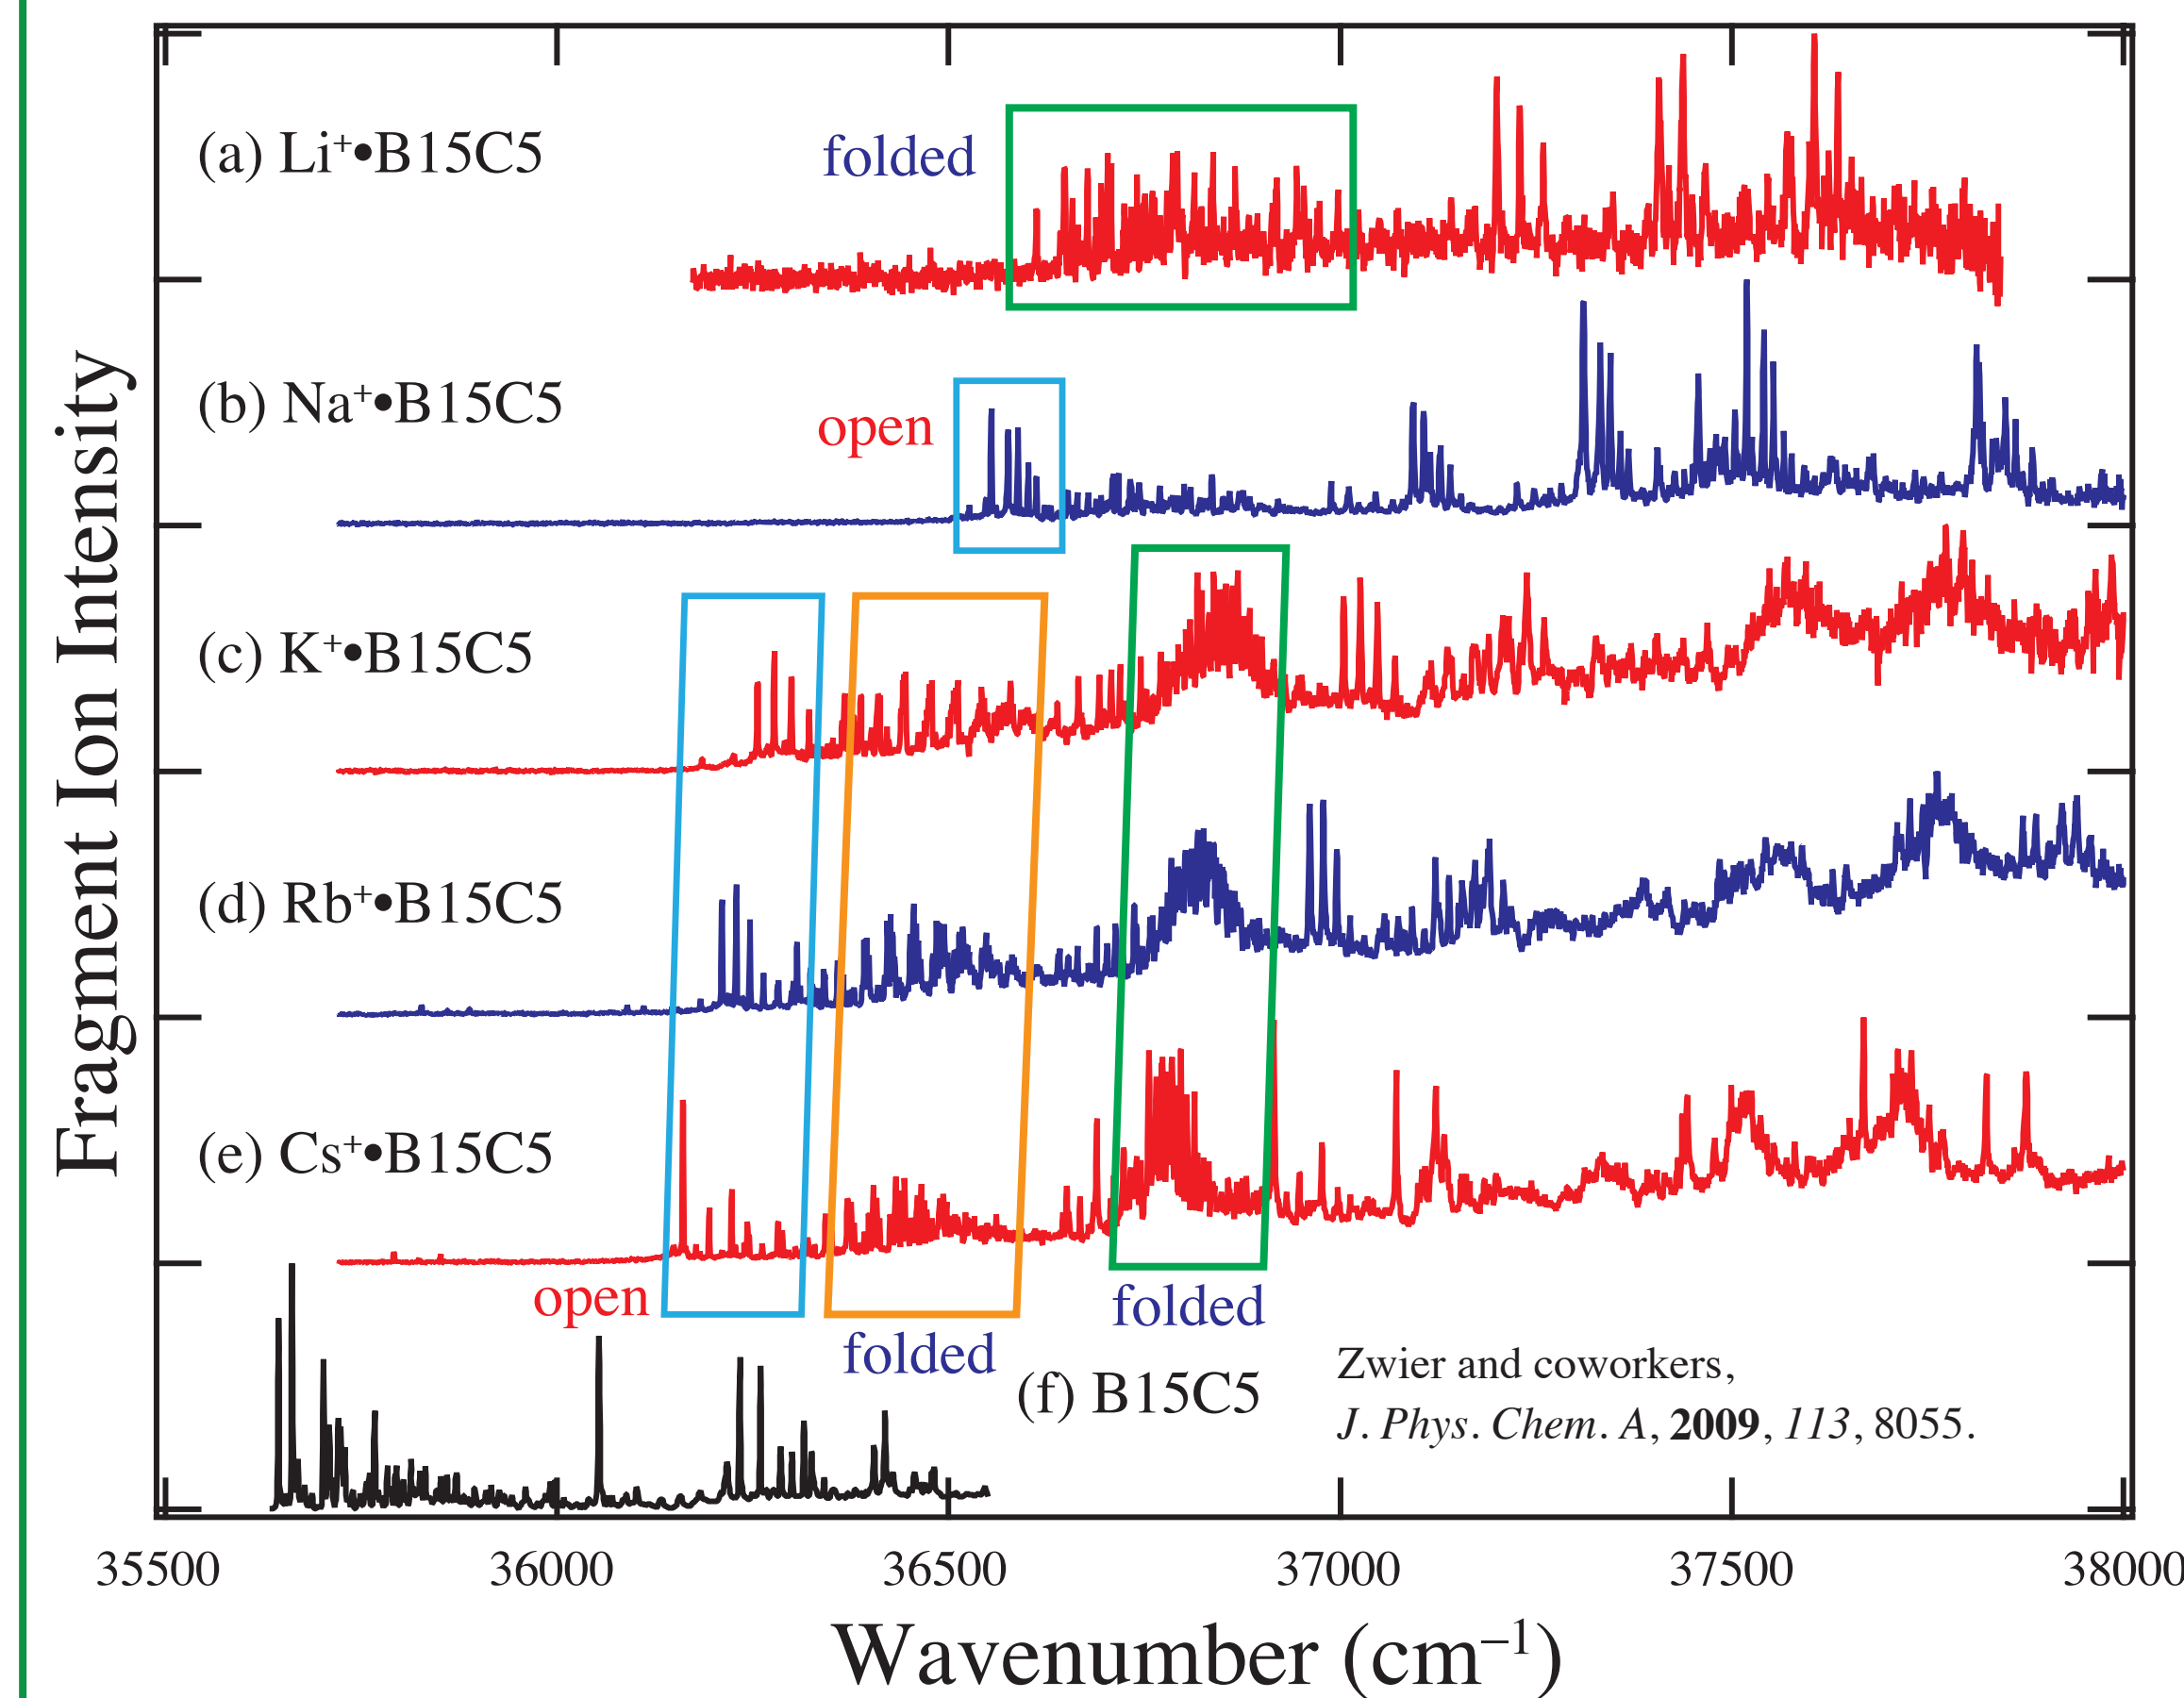 (a) Li⁺•B15C5
folded
(b) Na⁺•B15C5
open
(c) K⁺•B15C5
(d) Rb⁺•B15C5
(e) Cs⁺•B15C5
open
folded
folded
(f) B15C5
Zwier and coworkers,
J. Phys. Chem. A, 2009, 113, 8055.
Fragment Ion Intensity
35500 36000 36500 37000 37500 38000
Wavenumber (cm⁻¹)